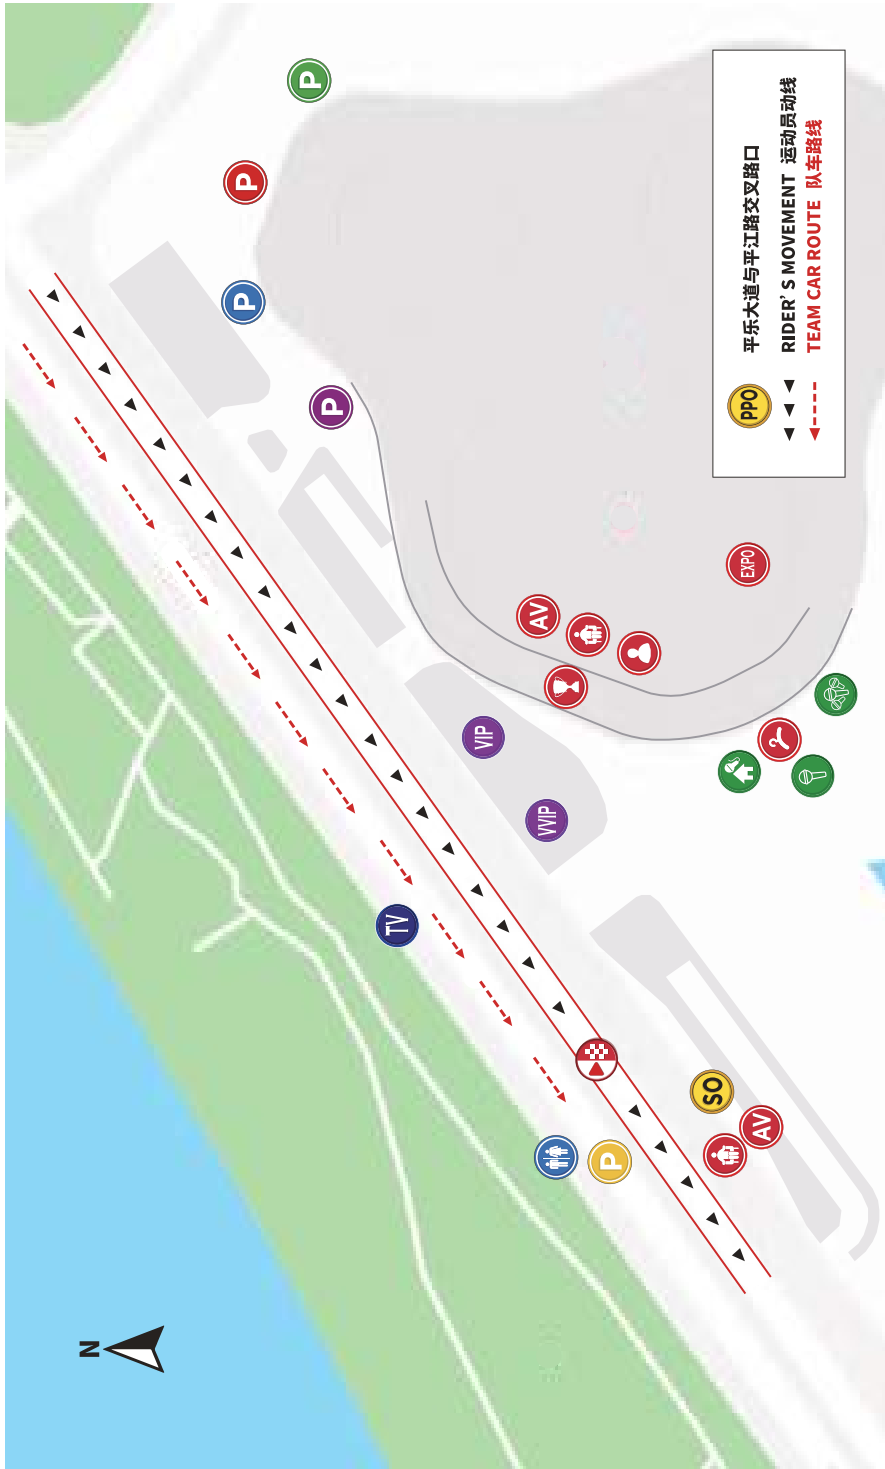 P
P
P
P
PPO 平乐大道与平江路交叉路口
RIDER' S MOVEMENT 运动员动线
TEAM CAR ROUTE 队车路线
EXPO
AV
VIP
VVIP
TV
SO
AV
P
N